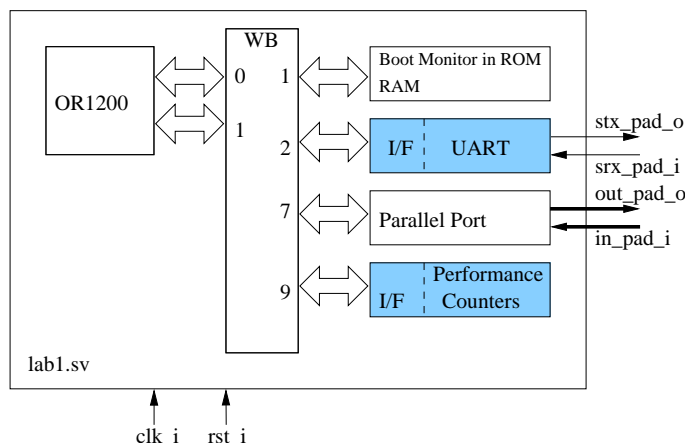 WB
OR1200
0
1
1
2
7
9
Boot Monitor in ROM
RAM
I/F
UART
Parallel Port
I/F
Performance
Counters
stx_pad_o
srx_pad_i
out_pad_o
in_pad_i
lab1.sv
clk_i
rst_i